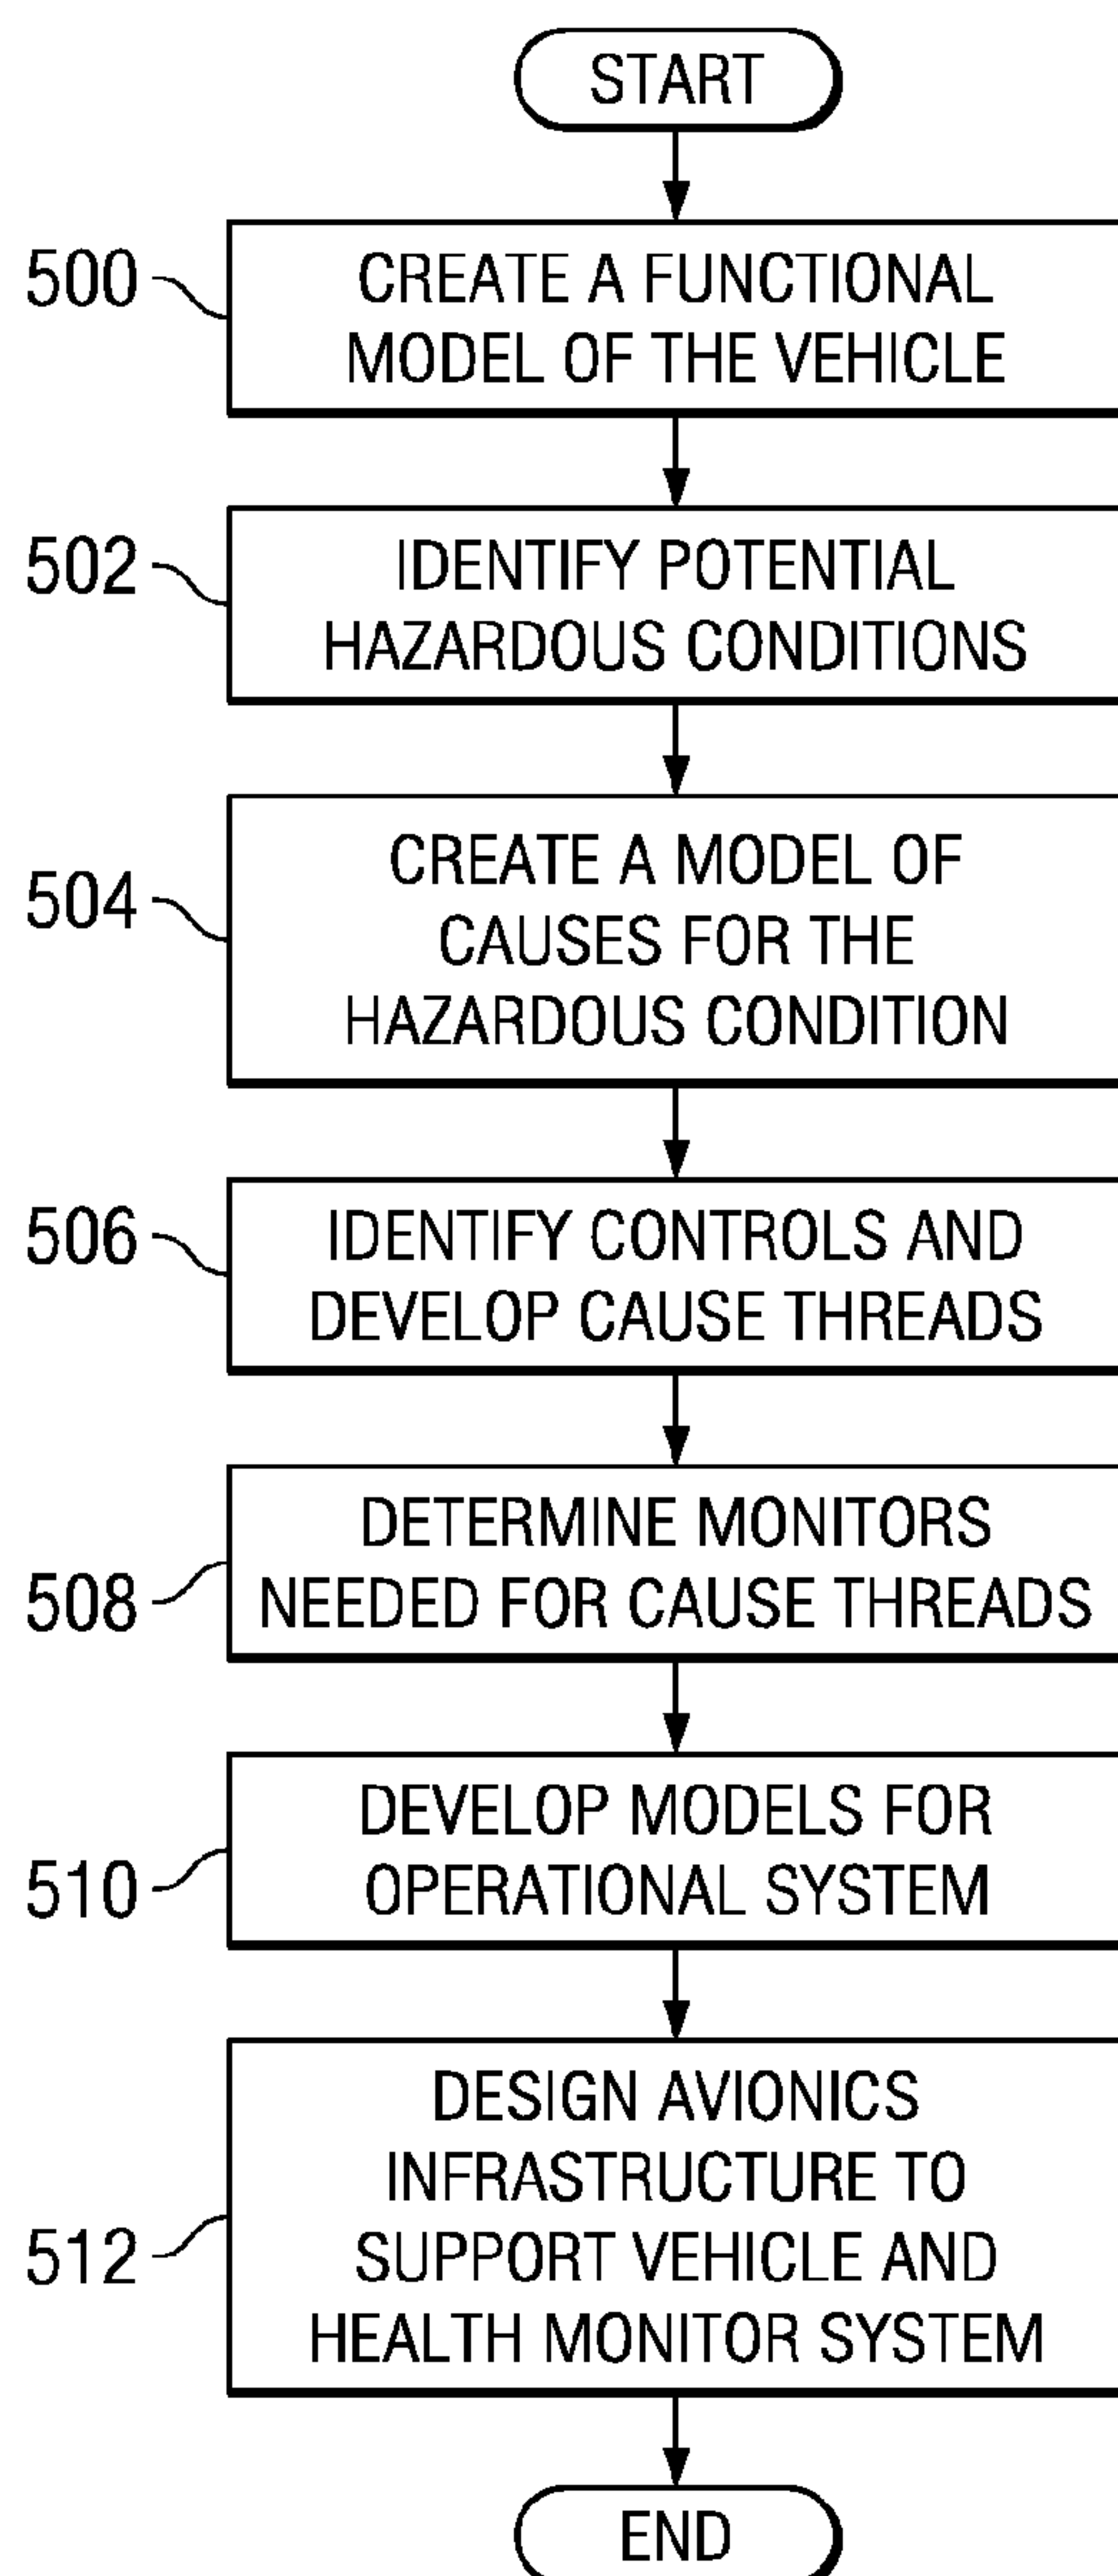 START
500
CREATE A FUNCTIONAL
MODEL OF THE VEHICLE
502
IDENTIFY POTENTIAL
HAZARDOUS CONDITIONS
504
CREATE A MODEL OF
CAUSES FOR THE
HAZARDOUS CONDITION
506
IDENTIFY CONTROLS AND
DEVELOP CAUSE THREADS
508
DETERMINE MONITORS
NEEDED FOR CAUSE THREADS
510
DEVELOP MODELS FOR
OPERATIONAL SYSTEM
512
DESIGN AVIONICS
INFRASTRUCTURE TO
SUPPORT VEHICLE AND
HEALTH MONITOR SYSTEM
END